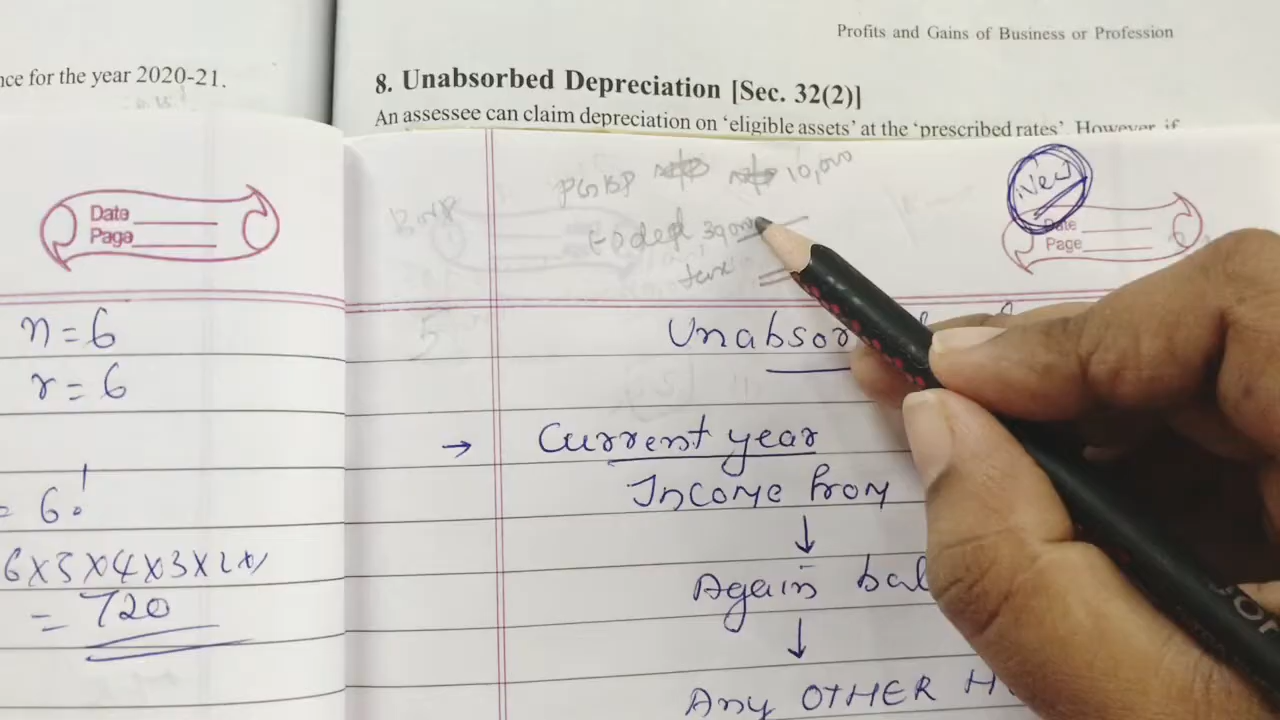 Profits and Gains of Business or Profession
nce for the year 2020-21.
8. Unabsorbed Depreciation [Sec. 32(2)]
An assessee can claim depreciation on 'eligible assets' at the 'prescribed rates'. However if
Date
Page
n = 6
r = 6
= 6!
6×5×4×3×2×1
= 720
PGBP 10,000
New
Date
Page
Unabsor
→ Current year
Income from
↓
Again bal
↓
Any OTHER H